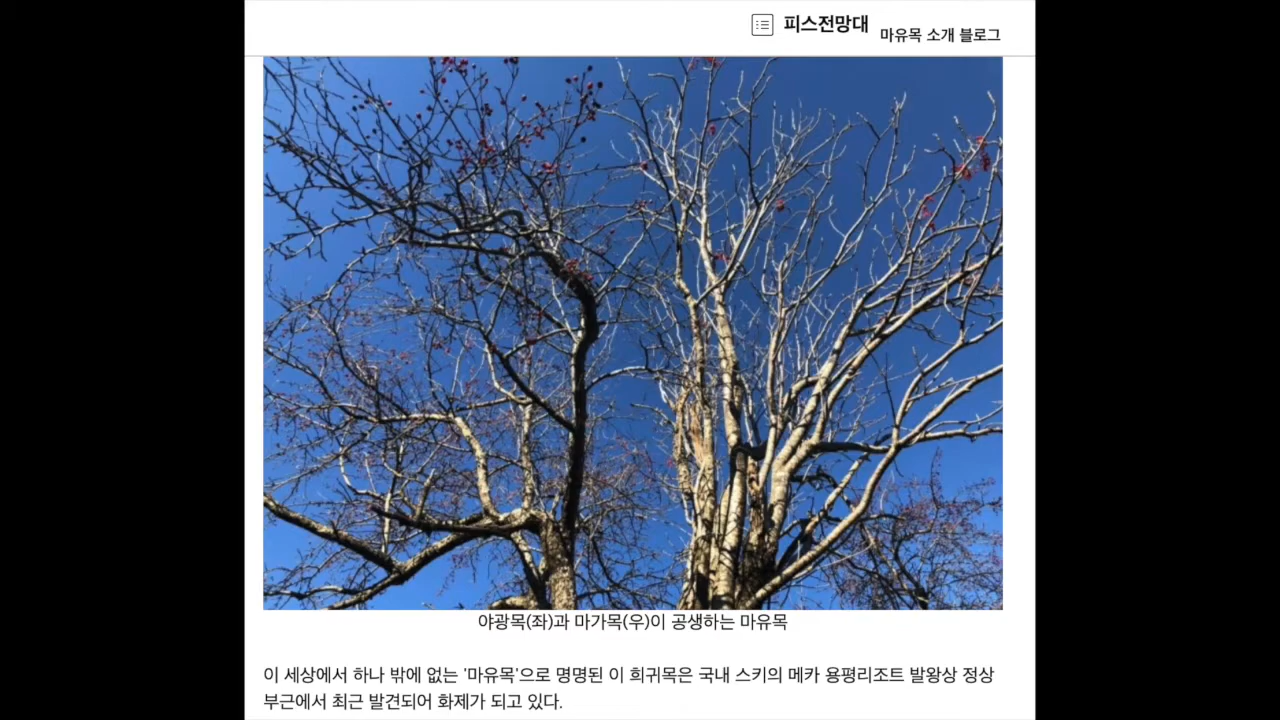 피스전망대 마유목 소개 블로그
야광목(좌)과 마가목(우)이 공생하는 마유목
이 세상에서 하나 밖에 없는 '마유목'으로 명명된 이 희귀목은 국내 스키의 메카 용평리조트 발왕상 정상
부근에서 최근 발견되어 화제가 되고 있다.